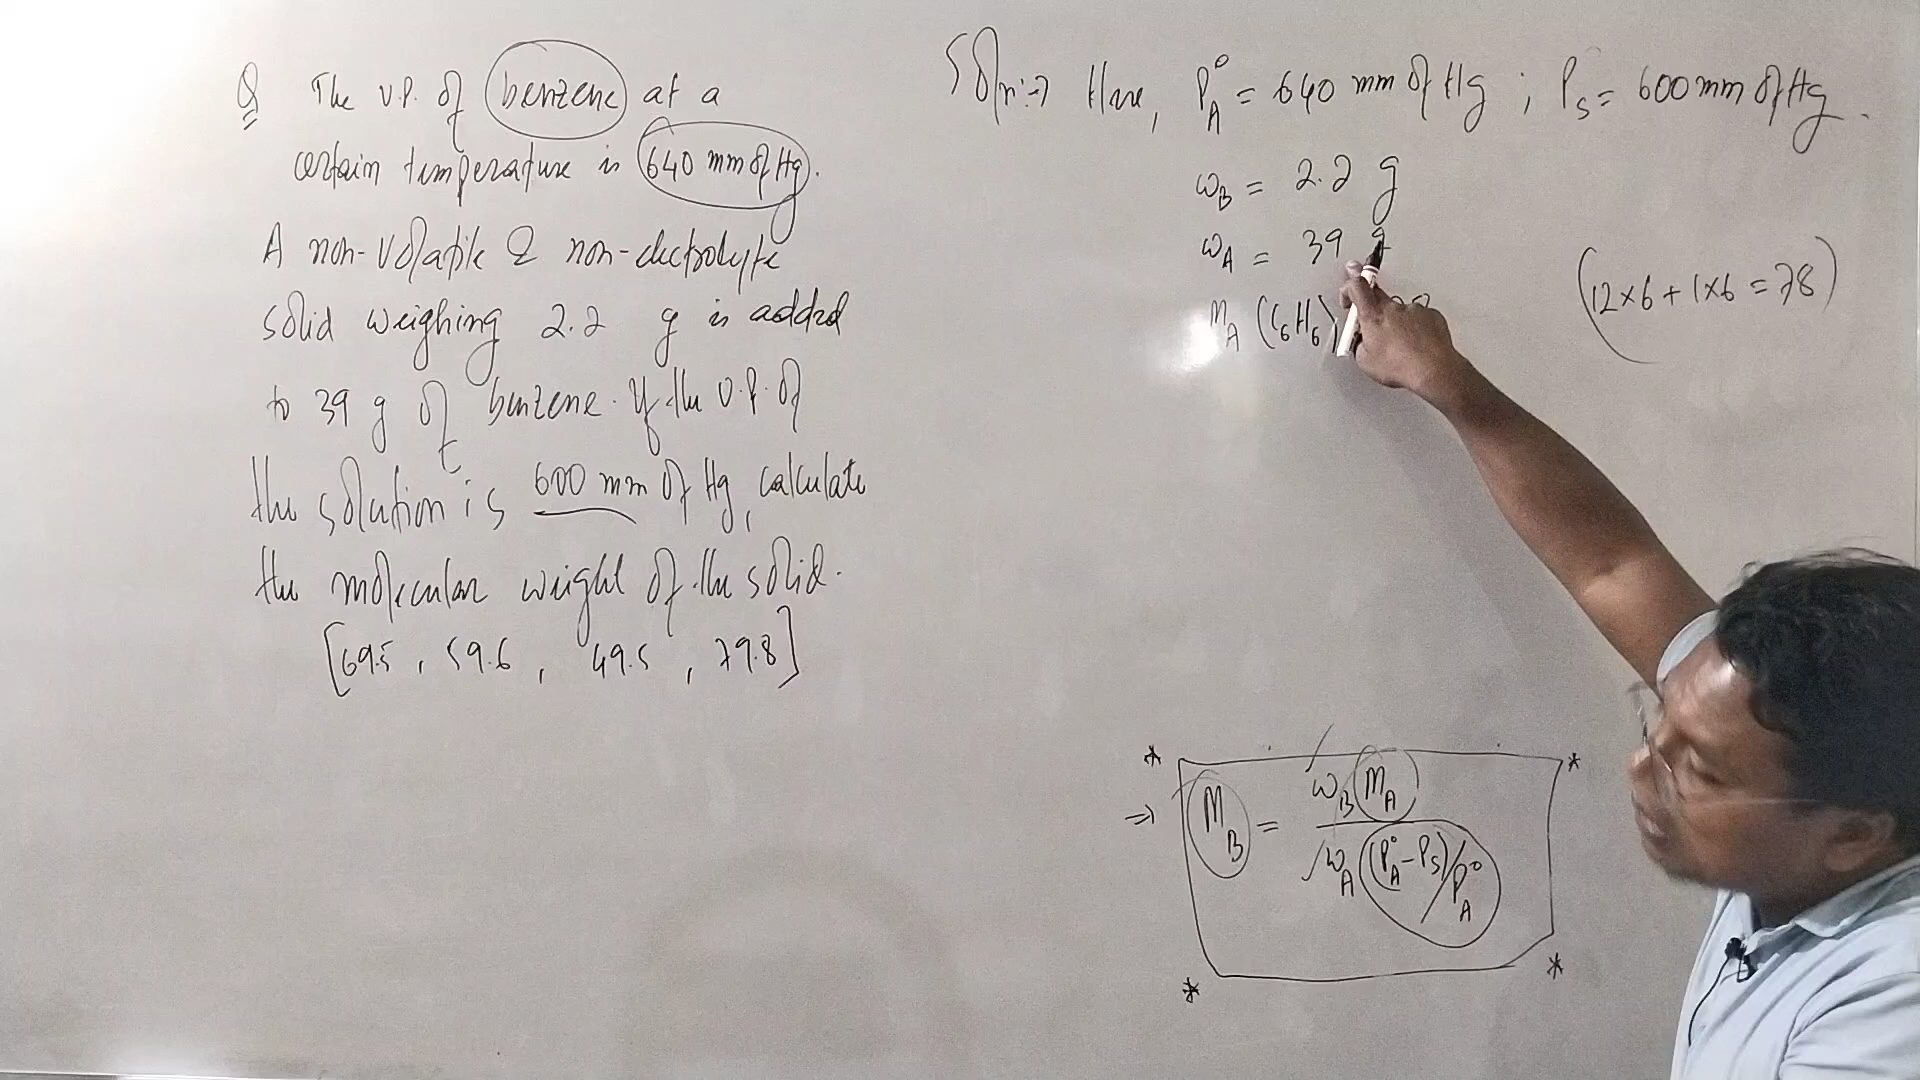 Q The V.P. of benzene at a
certain temperature is 640 mm of Hg.
A non-volatile & non-electrolyte
solid weighing 2.2 g is added
to 39 g of benzene. If the V.P. of
the solution is 600 mm of Hg, calculate
the molecular weight of the solid.
[69.5, 59.6, 49.5, 79.8]
Soln:→ Here, P°A = 640 mm of Hg ; Ps = 600 mm of Hg.
wB = 2.2 g
wA = 39 g
MA (C6H6)
(12×6 + 1×6 = 78)
⇒ MB = wB MA / wA (P°A - Ps)/P°A